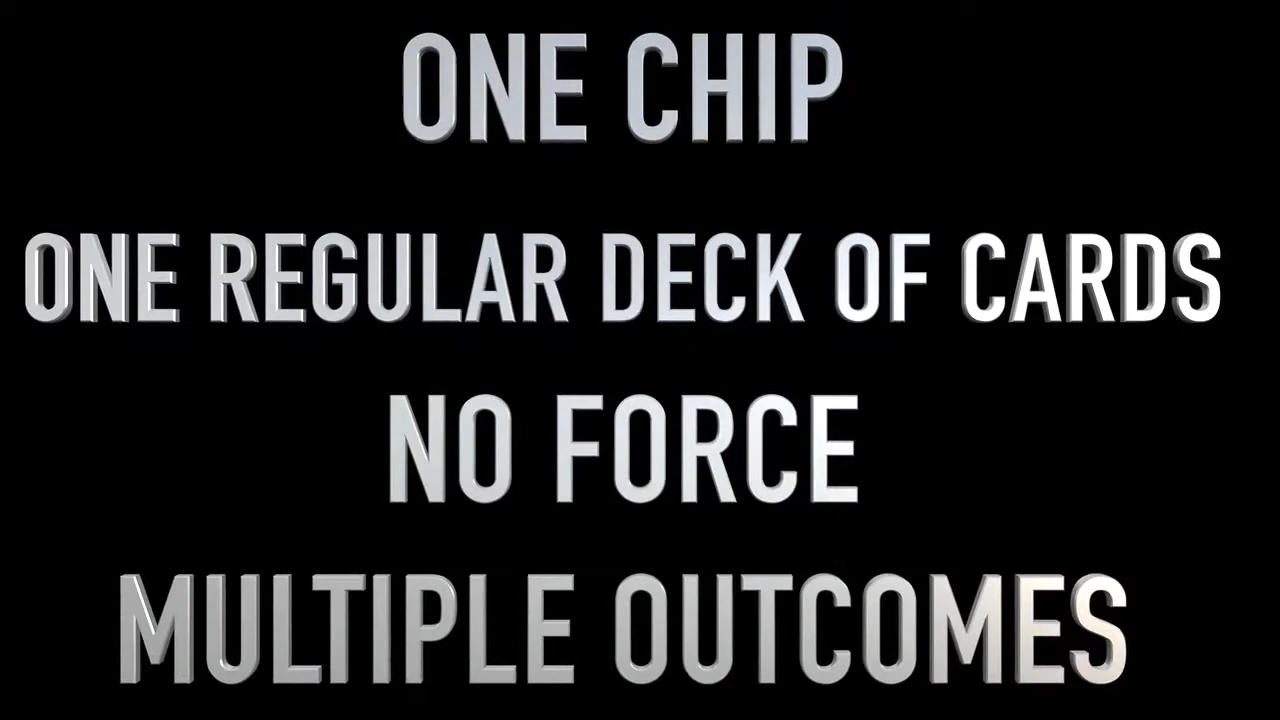 ONE CHIP
ONE REGULAR DECK OF CARDS
NO FORCE
MULTIPLE OUTCOMES